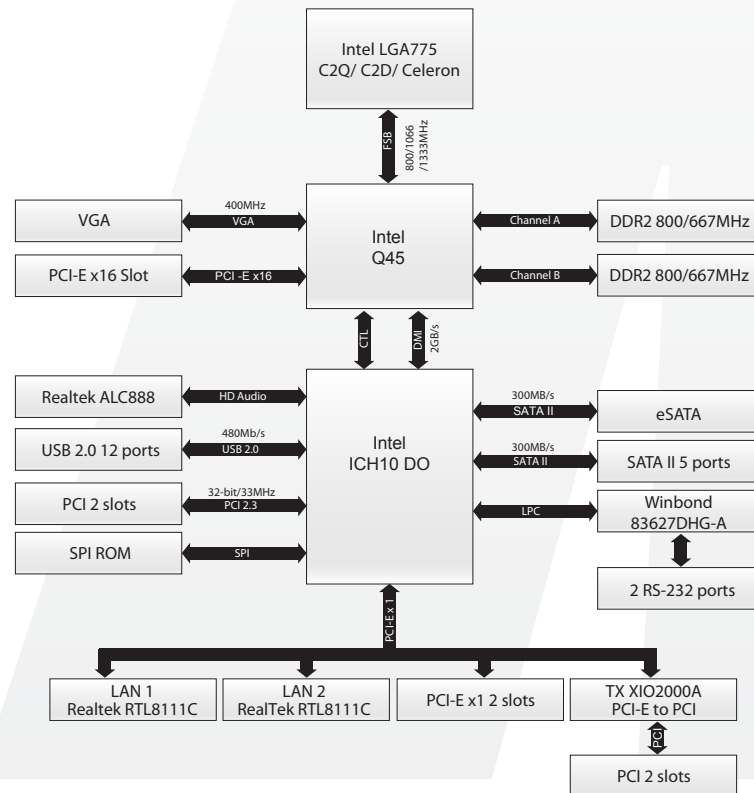 Intel LGA775
C2Q/ C2D/ Celeron
FSB
800/1066
/1333MHz
VGA
400MHz
VGA
Intel
Q45
Channel A
DDR2 800/667MHz
PCI-E x16 Slot
PCI -E x16
Channel B
DDR2 800/667MHz
CTL
DMI
2GB/s
Realtek ALC888
HD Audio
Intel
ICH10 DO
300MB/s
SATA II
eSATA
USB 2.0 12 ports
480Mb/s
USB 2.0
300MB/s
SATA II
SATA II 5 ports
PCI 2 slots
32-bit/33MHz
PCI 2.3
LPC
Winbond
83627DHG-A
SPI ROM
SPI
2 RS-232 ports
PCI-E x 1
LAN 1
Realtek RTL8111C
LAN 2
RealTek RTL8111C
PCI-E x1 2 slots
TX XIO2000A
PCI-E to PCI
PCI
PCI 2 slots